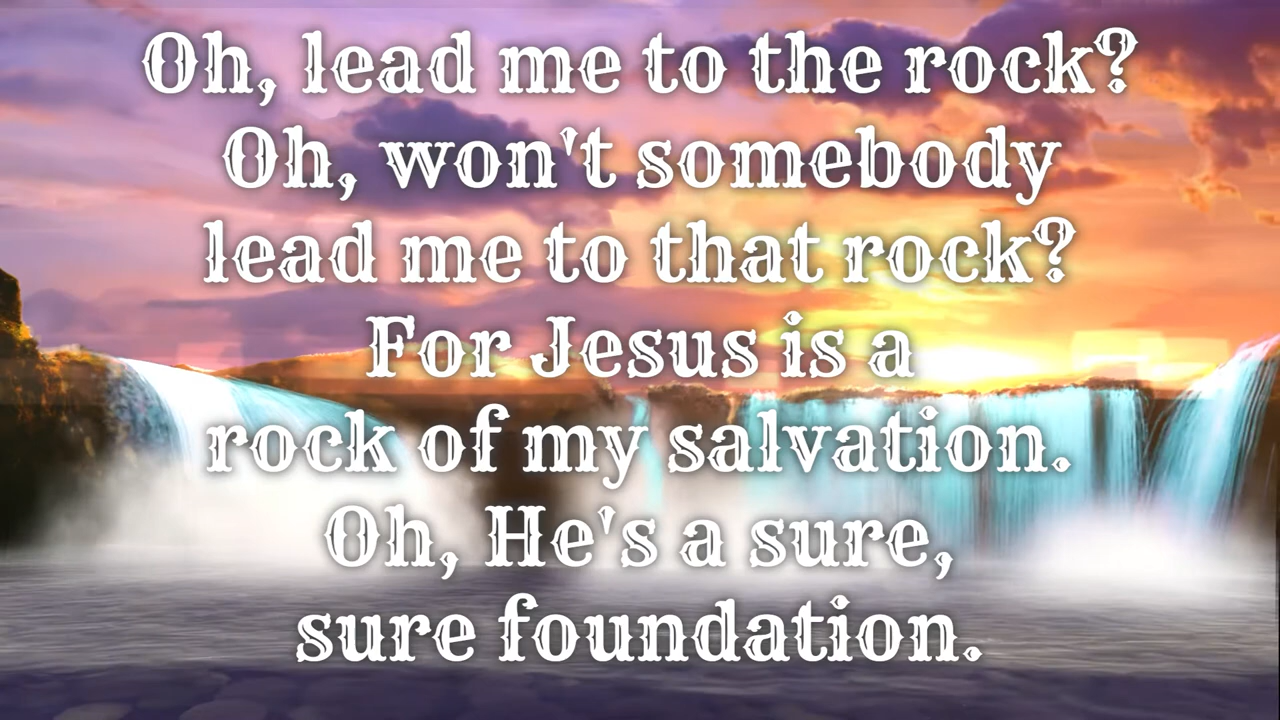 Oh, lead me to the rock?
Oh, won't somebody
lead me to that rock?
For Jesus is a
rock of my salvation.
Oh, He's a sure,
sure foundation.